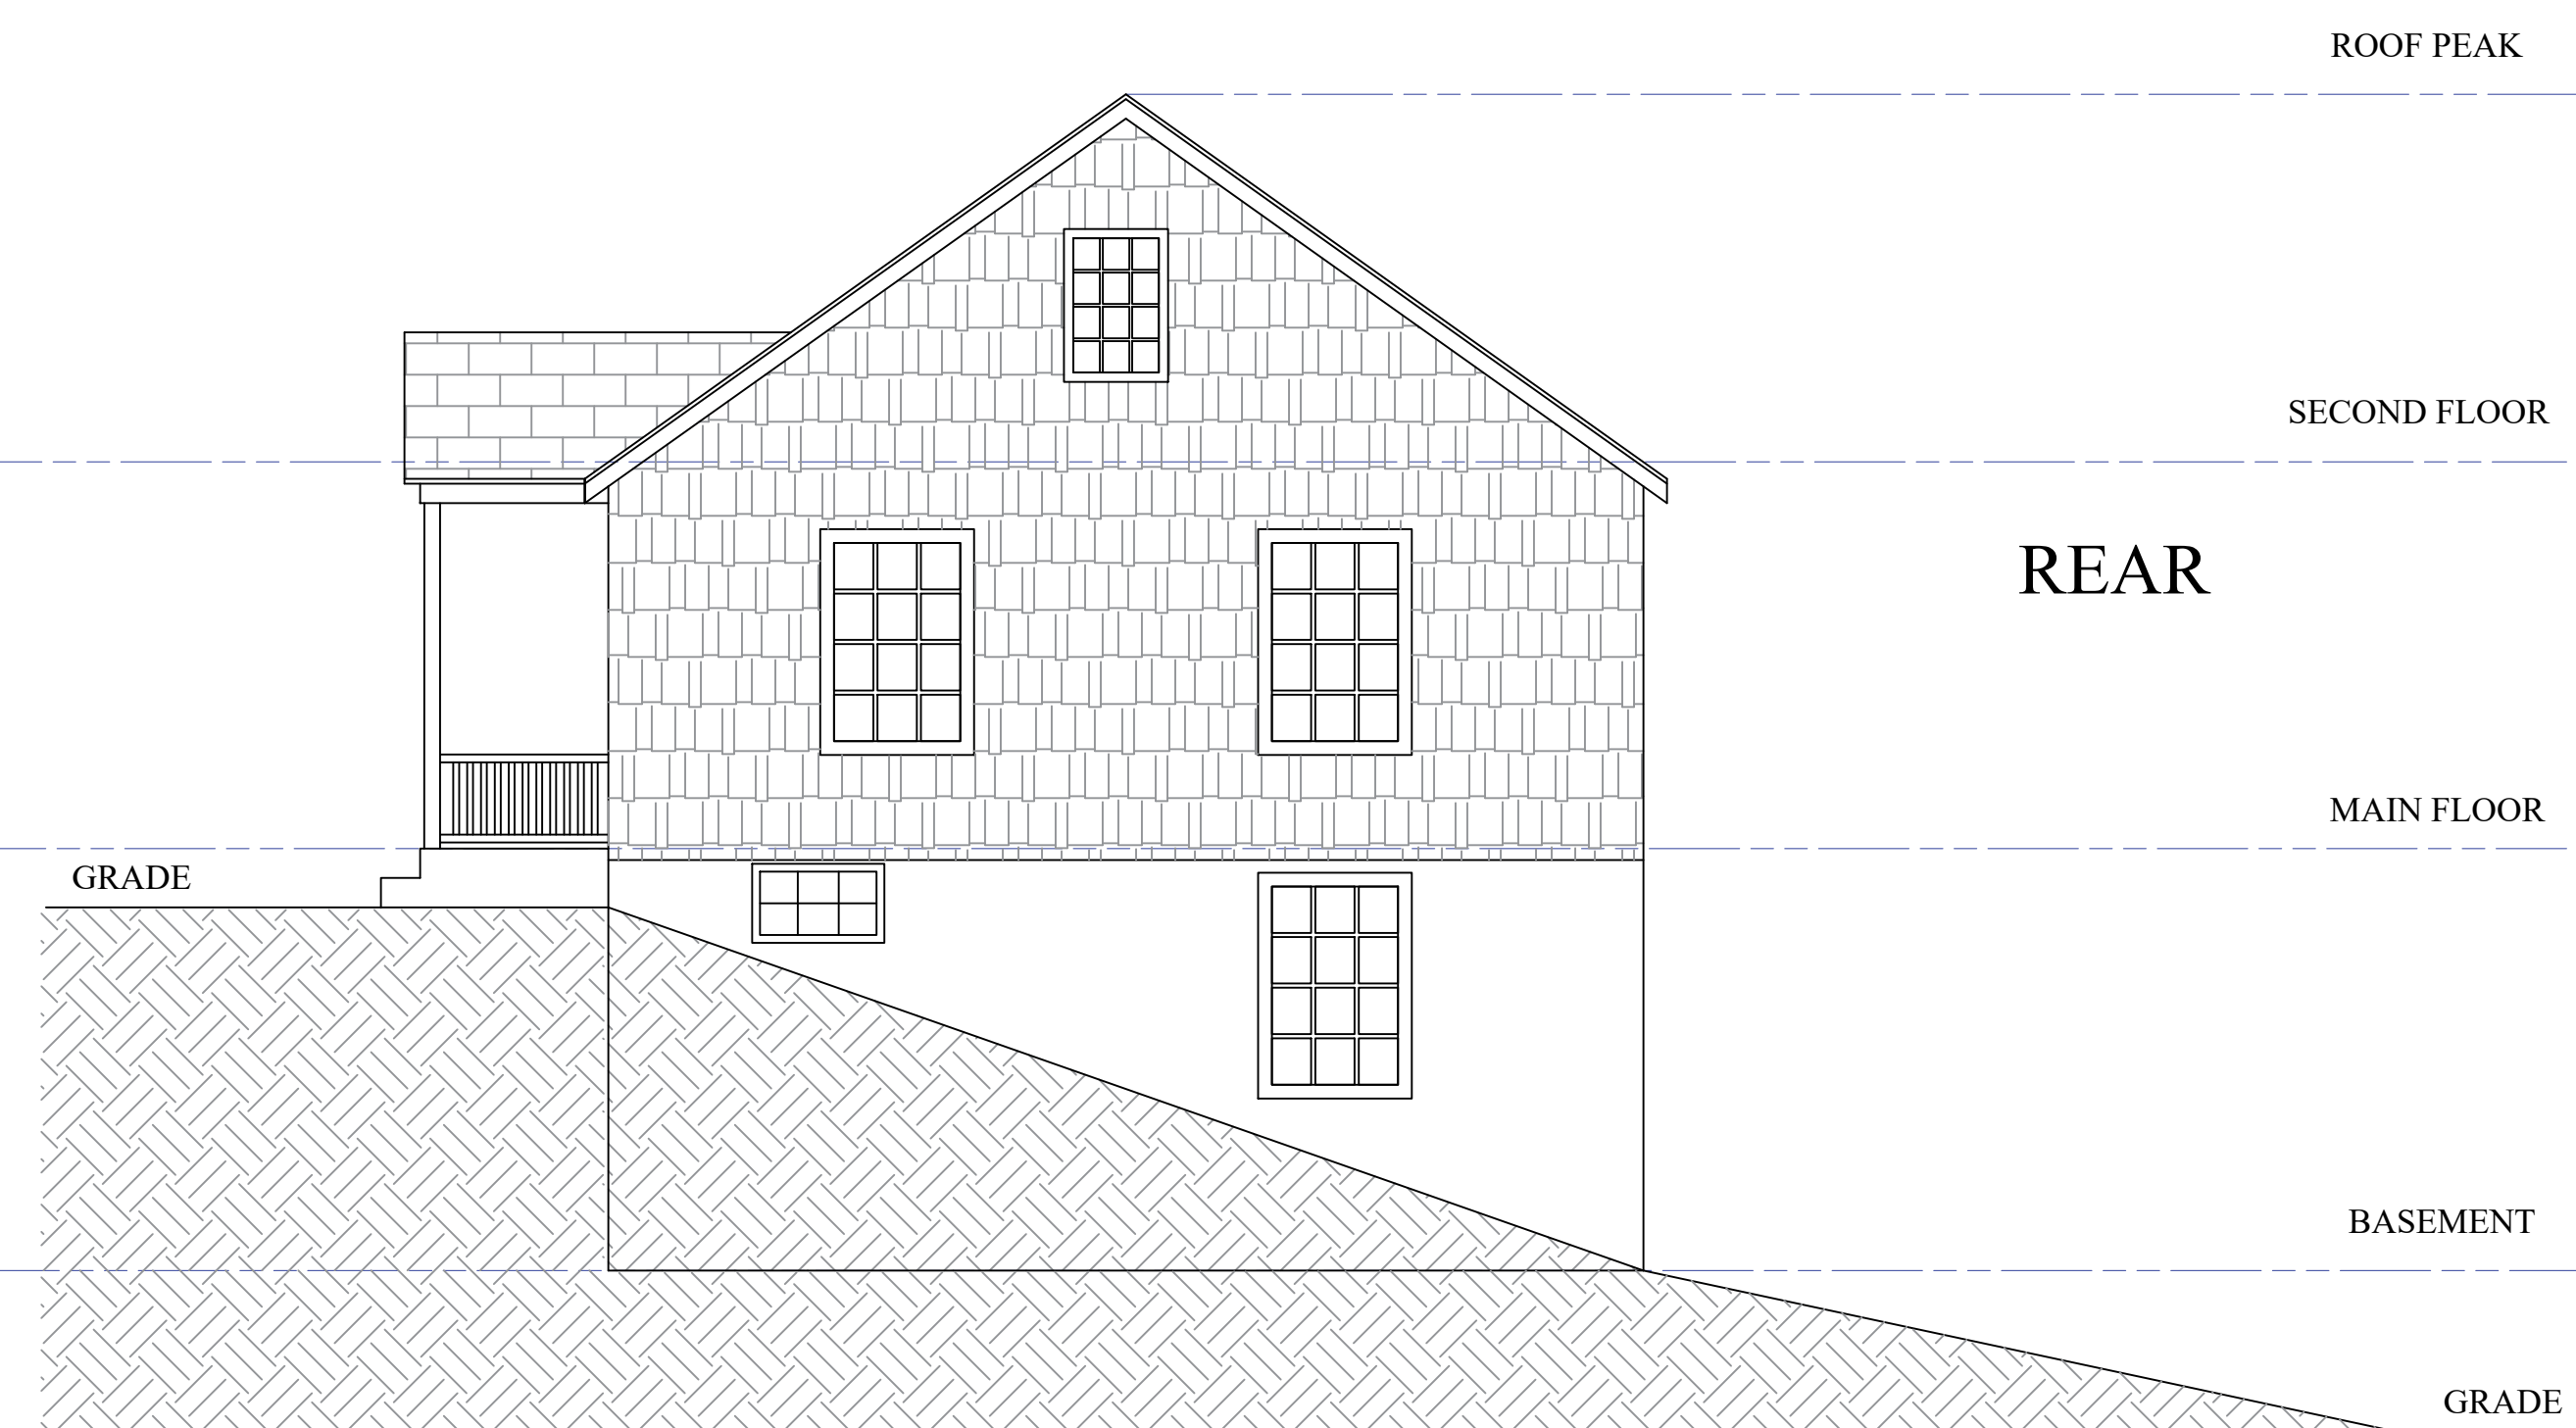 ROOF PEAK
SECOND FLOOR
REAR
MAIN FLOOR
GRADE
BASEMENT
GRADE